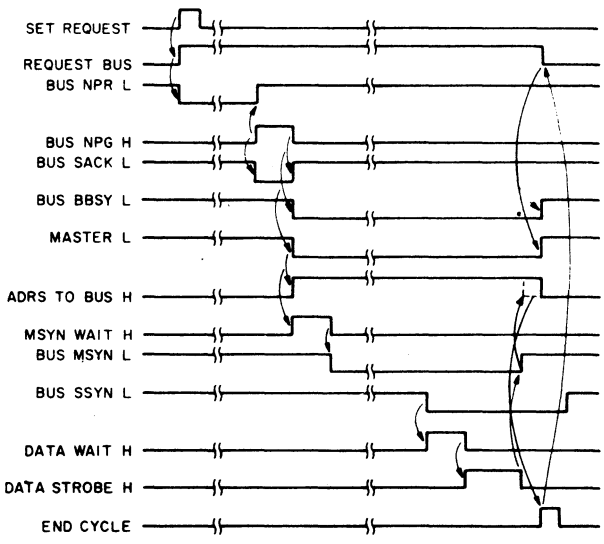 SET REQUEST
REQUEST BUS
BUS NPR L
BUS NPG H
BUS SACK L
BUS BBSY L
MASTER L
ADRS TO BUS H
MSYN WAIT H
BUS MSYN L
BUS SSYN L
DATA WAIT H
DATA STROBE H
END CYCLE